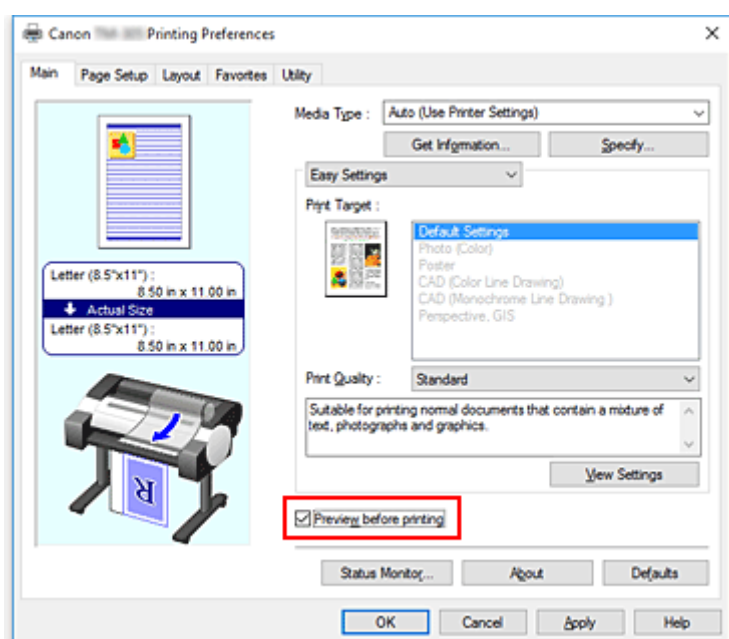 Canon Printing Preferences
Main Page Setup Layout Favorites Utility
Media Type : Auto (Use Printer Settings)
Get Information... Specify...
Easy Settings
Print Target :
Default Settings
Photo (Color)
Poster
CAD (Color Line Drawing)
CAD (Monochrome Line Drawing )
Perspective, GIS
Letter (8.5"x11") :
8.50 in x 11.00 in
Actual Size
Letter (8.5"x11") :
8.50 in x 11.00 in
R
Print Quality : Standard
Suitable for printing normal documents that contain a mixture of
text, photographs and graphics.
View Settings
Preview before printing
Status Monitor... About Defaults
OK Cancel Apply Help